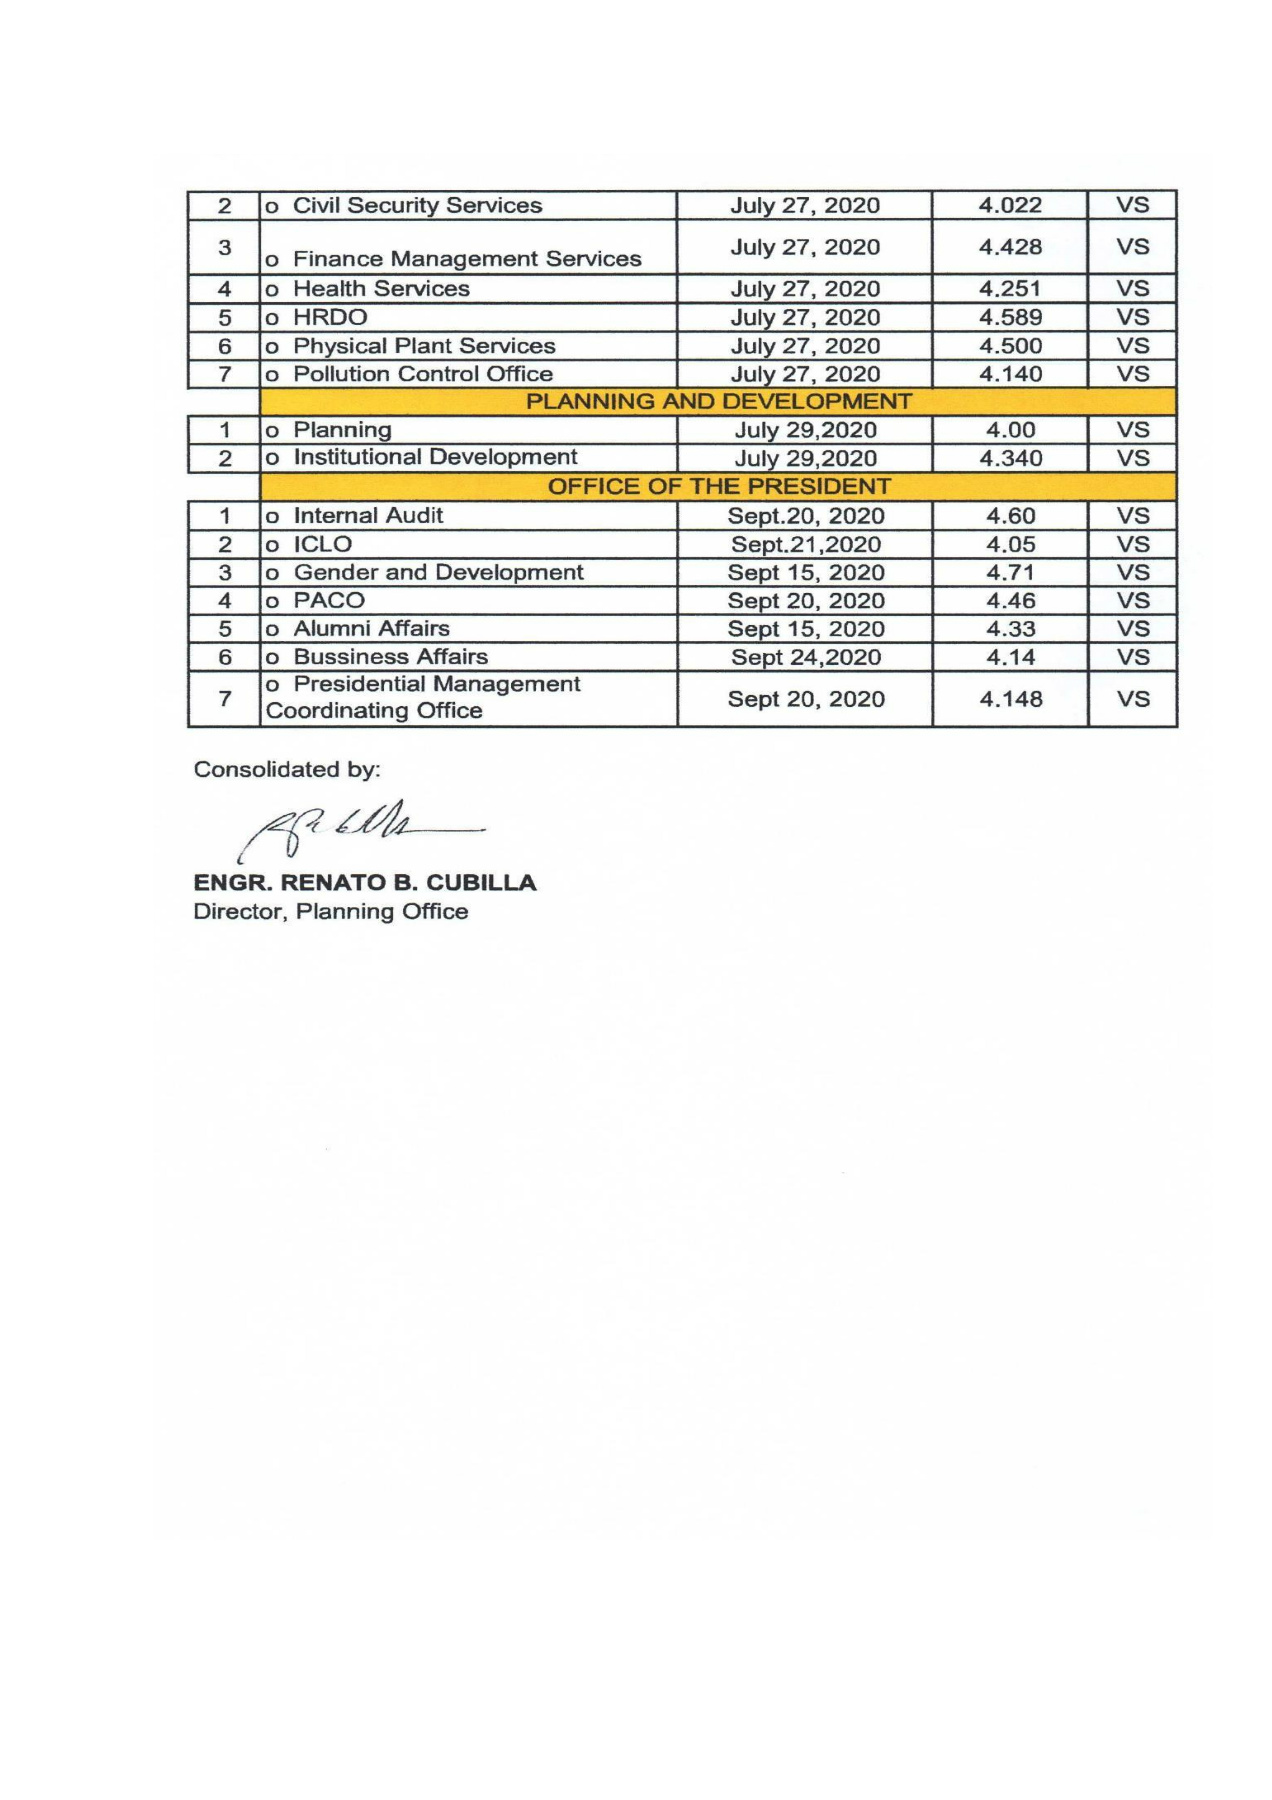 2 o Civil Security Services July 27, 2020 4.022 VS
3 o Finance Management Services July 27, 2020 4.428 VS
4 o Health Services July 27, 2020 4.251 VS
5 o HRDO July 27, 2020 4.589 VS
6 o Physical Plant Services July 27, 2020 4.500 VS
7 o Pollution Control Office July 27, 2020 4.140 VS
PLANNING AND DEVELOPMENT
1 o Planning July 29,2020 4.00 VS
2 o Institutional Development July 29,2020 4.340 VS
OFFICE OF THE PRESIDENT
1 o Internal Audit Sept.20, 2020 4.60 VS
2 o ICLO Sept.21,2020 4.05 VS
3 o Gender and Development Sept 15, 2020 4.71 VS
4 o PACO Sept 20, 2020 4.46 VS
5 o Alumni Affairs Sept 15, 2020 4.33 VS
6 o Bussiness Affairs Sept 24,2020 4.14 VS
7 o Presidential Management
Coordinating Office Sept 20, 2020 4.148 VS
Consolidated by:
ENGR. RENATO B. CUBILLA
Director, Planning Office